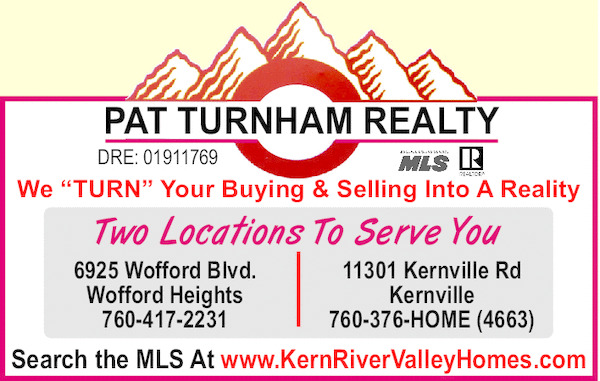 PAT TURNHAM REALTY
DRE: 01911769
MLS
R
REALTOR®
We “TURN” Your Buying & Selling Into A Reality
Two Locations To Serve You
6925 Wofford Blvd.
Wofford Heights
760-417-2231
11301 Kernville Rd
Kernville
760-376-HOME (4663)
Search the MLS At www.KernRiverValleyHomes.com